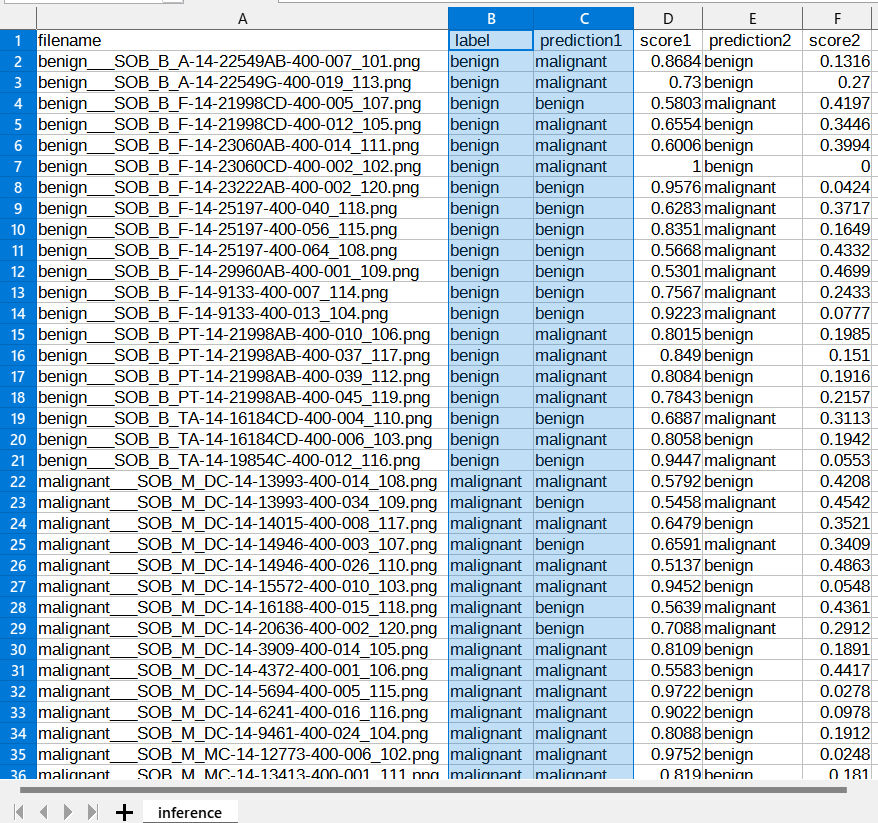 A B C D E F
1 filename label prediction1 score1 prediction2 score2
2 benign___SOB_B_A-14-22549AB-400-007_101.png benign malignant 0.8684 benign 0.1316
3 benign___SOB_B_A-14-22549G-400-019_113.png benign malignant 0.73 benign 0.27
4 benign___SOB_B_F-14-21998CD-400-005_107.png benign benign 0.5803 malignant 0.4197
5 benign___SOB_B_F-14-21998CD-400-012_105.png benign malignant 0.6554 benign 0.3446
6 benign___SOB_B_F-14-23060AB-400-014_111.png benign malignant 0.6006 benign 0.3994
7 benign___SOB_B_F-14-23060CD-400-002_102.png benign malignant 1 benign 0
8 benign___SOB_B_F-14-23222AB-400-002_120.png benign benign 0.9576 malignant 0.0424
9 benign___SOB_B_F-14-25197-400-040_118.png benign benign 0.6283 malignant 0.3717
10 benign___SOB_B_F-14-25197-400-056_115.png benign benign 0.8351 malignant 0.1649
11 benign___SOB_B_F-14-25197-400-064_108.png benign benign 0.5668 malignant 0.4332
12 benign___SOB_B_F-14-29960AB-400-001_109.png benign benign 0.5301 malignant 0.4699
13 benign___SOB_B_F-14-9133-400-007_114.png benign benign 0.7567 malignant 0.2433
14 benign___SOB_B_F-14-9133-400-013_104.png benign benign 0.9223 malignant 0.0777
15 benign___SOB_B_PT-14-21998AB-400-010_106.png benign malignant 0.8015 benign 0.1985
16 benign___SOB_B_PT-14-21998AB-400-037_117.png benign malignant 0.849 benign 0.151
17 benign___SOB_B_PT-14-21998AB-400-039_112.png benign malignant 0.8084 benign 0.1916
18 benign___SOB_B_PT-14-21998AB-400-045_119.png benign malignant 0.7843 benign 0.2157
19 benign___SOB_B_TA-14-16184CD-400-004_110.png benign benign 0.6887 malignant 0.3113
20 benign___SOB_B_TA-14-16184CD-400-006_103.png benign malignant 0.8058 benign 0.1942
21 benign___SOB_B_TA-14-19854C-400-012_116.png benign benign 0.9447 malignant 0.0553
22 malignant___SOB_M_DC-14-13993-400-014_108.png malignant malignant 0.5792 benign 0.4208
23 malignant___SOB_M_DC-14-13993-400-034_109.png malignant benign 0.5458 malignant 0.4542
24 malignant___SOB_M_DC-14-14015-400-008_117.png malignant malignant 0.6479 benign 0.3521
25 malignant___SOB_M_DC-14-14946-400-003_107.png malignant benign 0.6591 malignant 0.3409
26 malignant___SOB_M_DC-14-14946-400-026_110.png malignant malignant 0.5137 benign 0.4863
27 malignant___SOB_M_DC-14-15572-400-010_103.png malignant malignant 0.9452 benign 0.0548
28 malignant___SOB_M_DC-14-16188-400-015_118.png malignant benign 0.5639 malignant 0.4361
29 malignant___SOB_M_DC-14-20636-400-002_120.png malignant benign 0.7088 malignant 0.2912
30 malignant___SOB_M_DC-14-3909-400-014_105.png malignant malignant 0.8109 benign 0.1891
31 malignant___SOB_M_DC-14-4372-400-001_106.png malignant malignant 0.5583 benign 0.4417
32 malignant___SOB_M_DC-14-5694-400-005_115.png malignant malignant 0.9722 benign 0.0278
33 malignant___SOB_M_DC-14-6241-400-016_116.png malignant malignant 0.9022 benign 0.0978
34 malignant___SOB_M_DC-14-9461-400-024_104.png malignant malignant 0.8088 benign 0.1912
35 malignant___SOB_M_MC-14-12773-400-006_102.png malignant malignant 0.9752 benign 0.0248
36 malignant___SOB_M_MC-14-13413-400-001_111.png malignant malignant 0.819 benign 0.181
inference